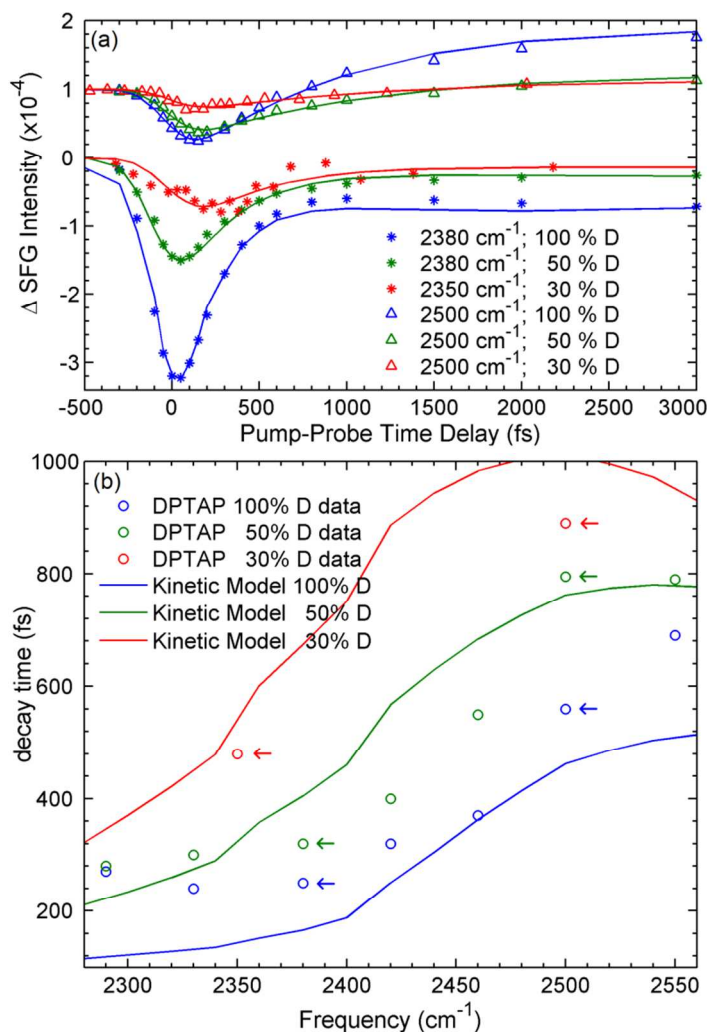 (a)
Δ SFG Intensity (x10⁻⁴)
2
1
0
-1
-2
-3
2380 cm⁻¹; 100 % D
2380 cm⁻¹; 50 % D
2350 cm⁻¹; 30 % D
2500 cm⁻¹; 100 % D
2500 cm⁻¹; 50 % D
2500 cm⁻¹; 30 % D
-500 0 500 1000 1500 2000 2500 3000
Pump-Probe Time Delay (fs)
(b)
decay time (fs)
1000
800
600
400
200
DPTAP 100% D data
DPTAP 50% D data
DPTAP 30% D data
Kinetic Model 100% D
Kinetic Model 50% D
Kinetic Model 30% D
2300 2350 2400 2450 2500 2550
Frequency (cm⁻¹)